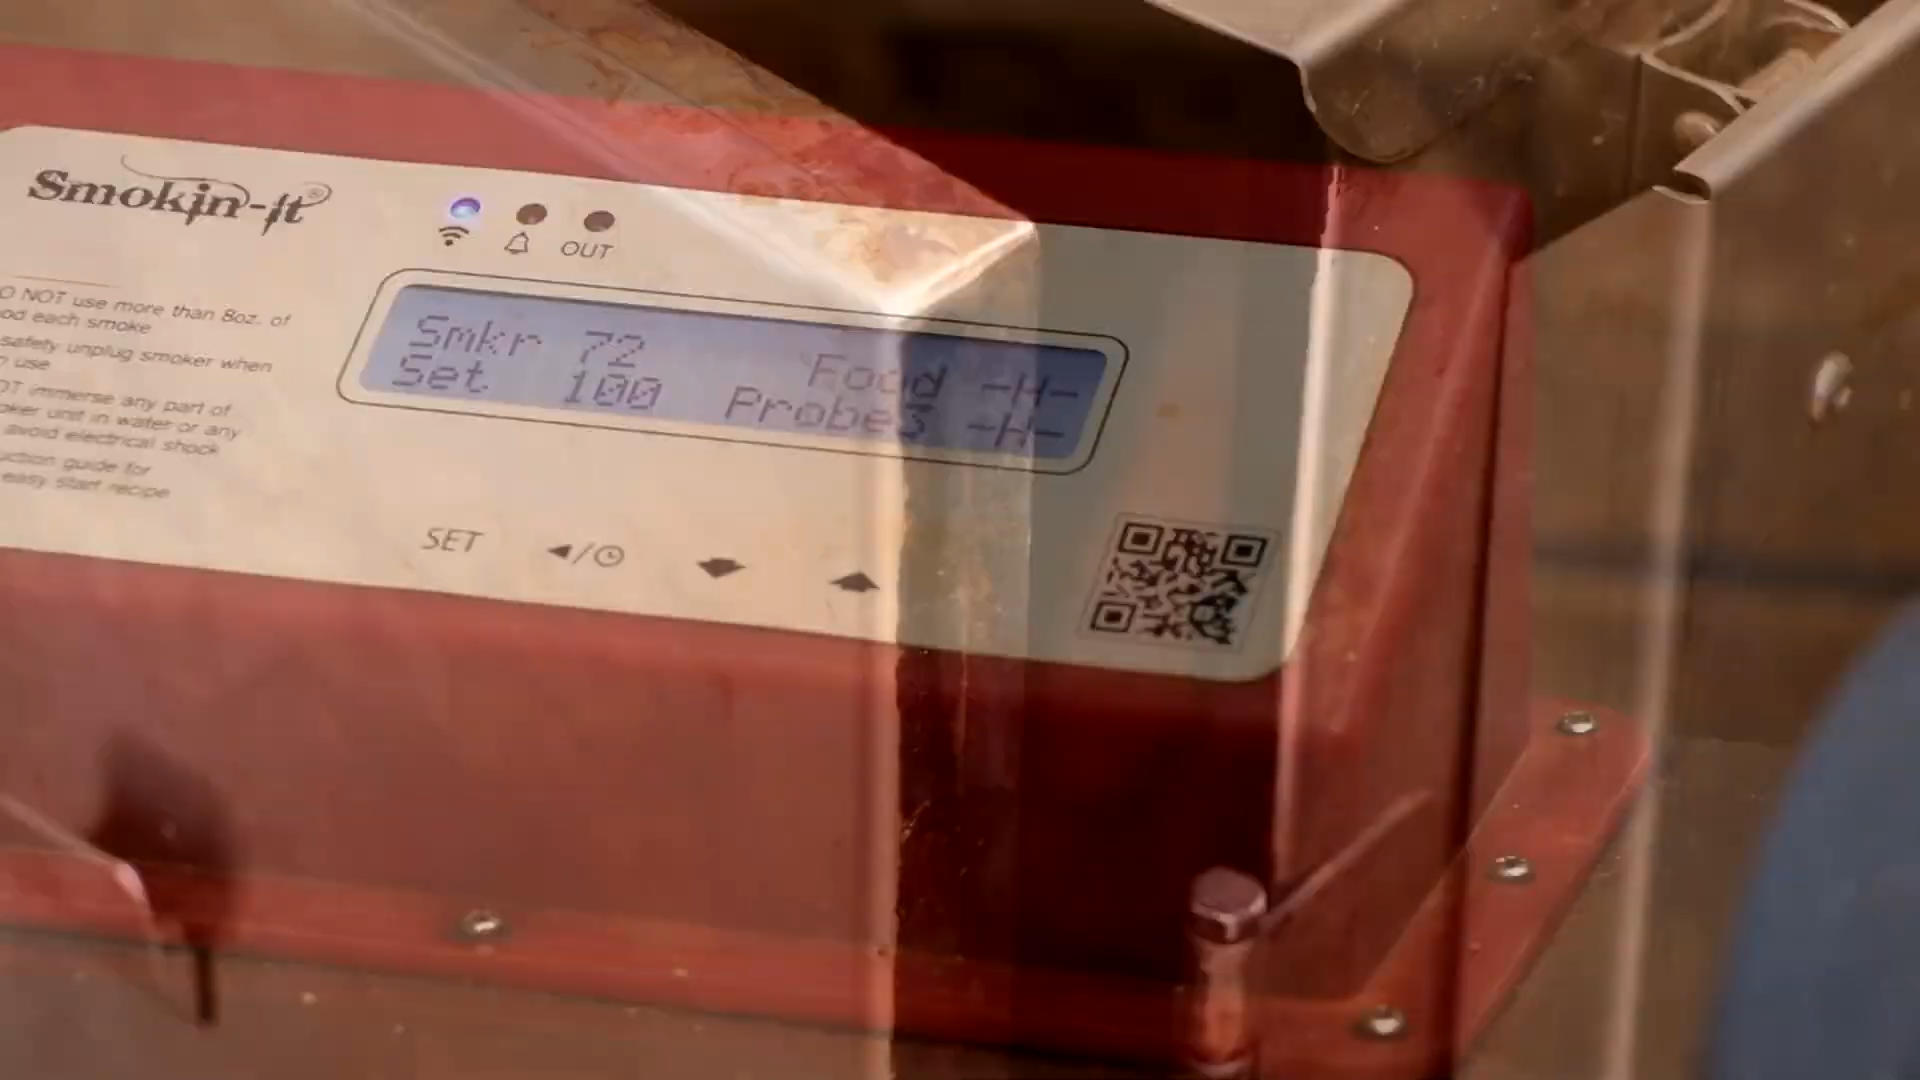 Smokin-it®
OUT
O NOT use more than 8oz. of
od each smoke
safety unplug smoker when
use
OT immerse any part of
oker unit in water or any
avoid electrical shock
uction guide for
easy start recipe
Smkr 72 Food -H-
Set 100 Probes -H-
SET